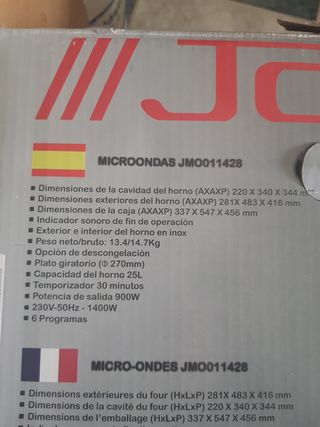 JO
MICROONDAS JMO011428
■ Dimensiones de la cavidad del horno (AXAXP) 220 X 340 X 344 mm
■ Dimensiones exteriores del horno (AXAXP) 281X 483 X 416 mm
■ Dimensiones de la caja (AXAXP) 337 X 547 X 456 mm
■ Indicador sonoro de fin de operación
■ Exterior e interior del horno en inox
■ Peso neto/bruto: 13.4/14.7Kg
■ Opción de descongelación
■ Plato giratorio (Φ 270mm)
■ Capacidad del horno 25L
■ Temporizador 30 minutos
■ Potencia de salida 900W
■ 230V-50Hz - 1400W
■ 6 Programas
MICRO-ONDES JMO011428
■ Dimensions extérieures du four (HxLxP) 281X 483 X 416 mm
■ Dimensions de la cavité du four (HxLxP) 220 X 340 X 344 mm
■ Dimensions de l'emballage (HxLxP) 337 X 547 X 456 mm